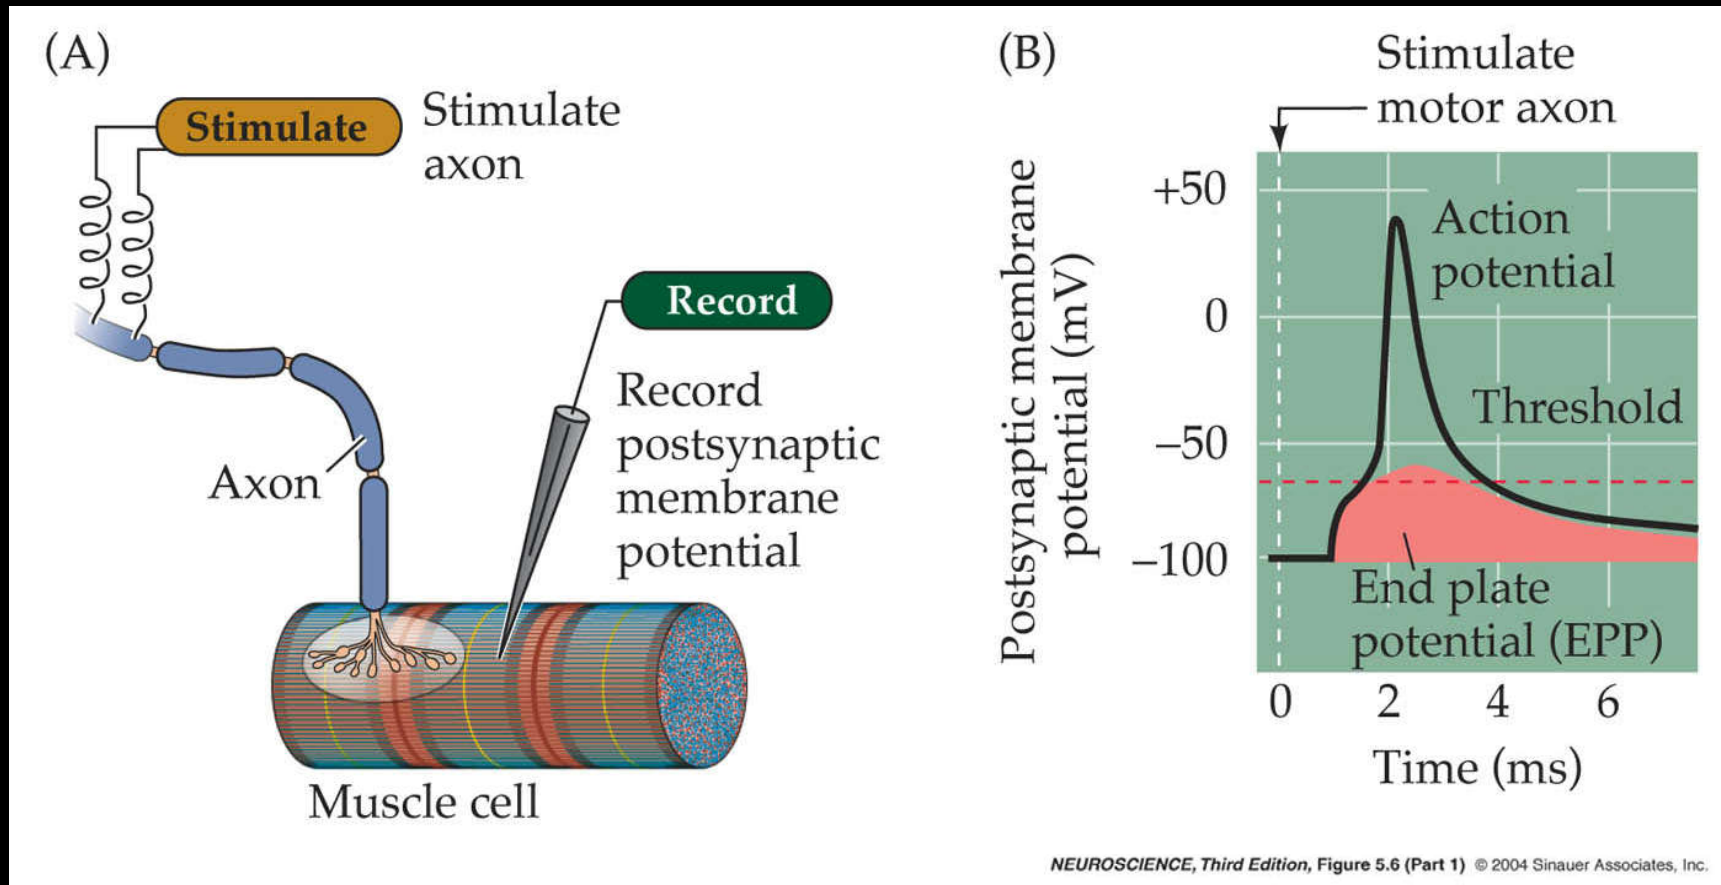 (A)
Stimulate
Stimulate
axon
Record
Record
postsynaptic
membrane
potential
Axon
Muscle cell
(B)
Stimulate
motor axon
Postsynaptic membrane
potential (mV)
+50
0
–50
–100
Action
potential
Threshold
End plate
potential (EPP)
0 2 4 6
Time (ms)
NEUROSCIENCE, Third Edition, Figure 5.6 (Part 1) © 2004 Sinauer Associates, Inc.